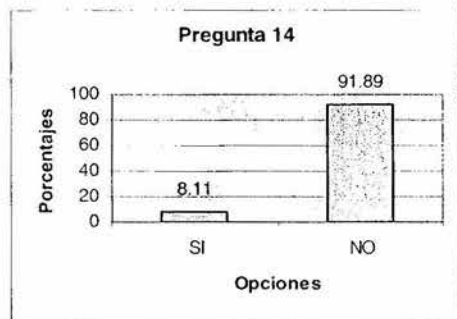 Pregunta 14
Porcentajes
100
80
60
40
20
0
8.11
91.89
SI
NO
Opciones